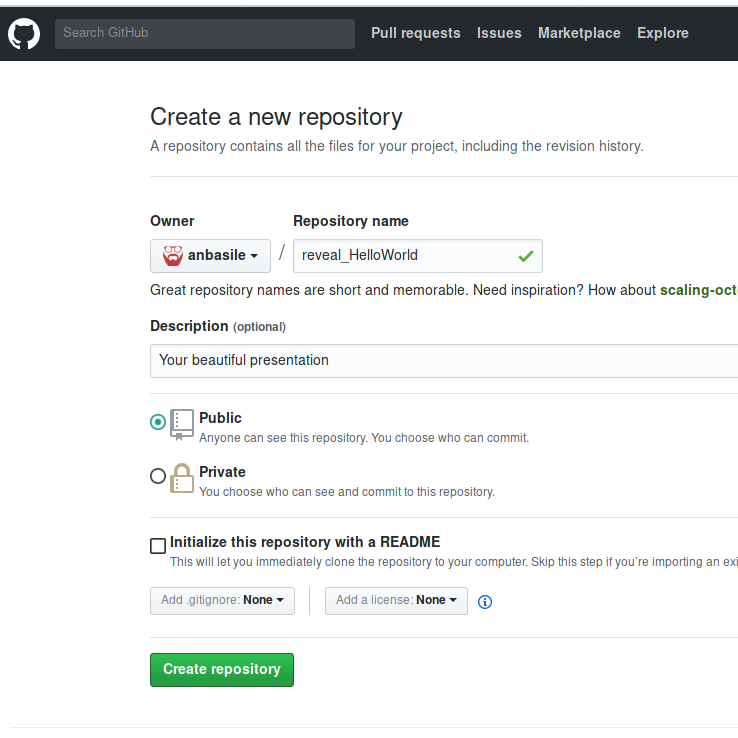 Search GitHub Pull requests Issues Marketplace Explore
Create a new repository
A repository contains all the files for your project, including the revision history.
Owner Repository name
anbasile / reveal_HelloWorld
Great repository names are short and memorable. Need inspiration? How about scaling-oct
Description (optional)
Your beautiful presentation
Public
Anyone can see this repository. You choose who can commit.
Private
You choose who can see and commit to this repository.
Initialize this repository with a README
This will let you immediately clone the repository to your computer. Skip this step if you’re importing an exi
Add .gitignore: None Add a license: None
Create repository